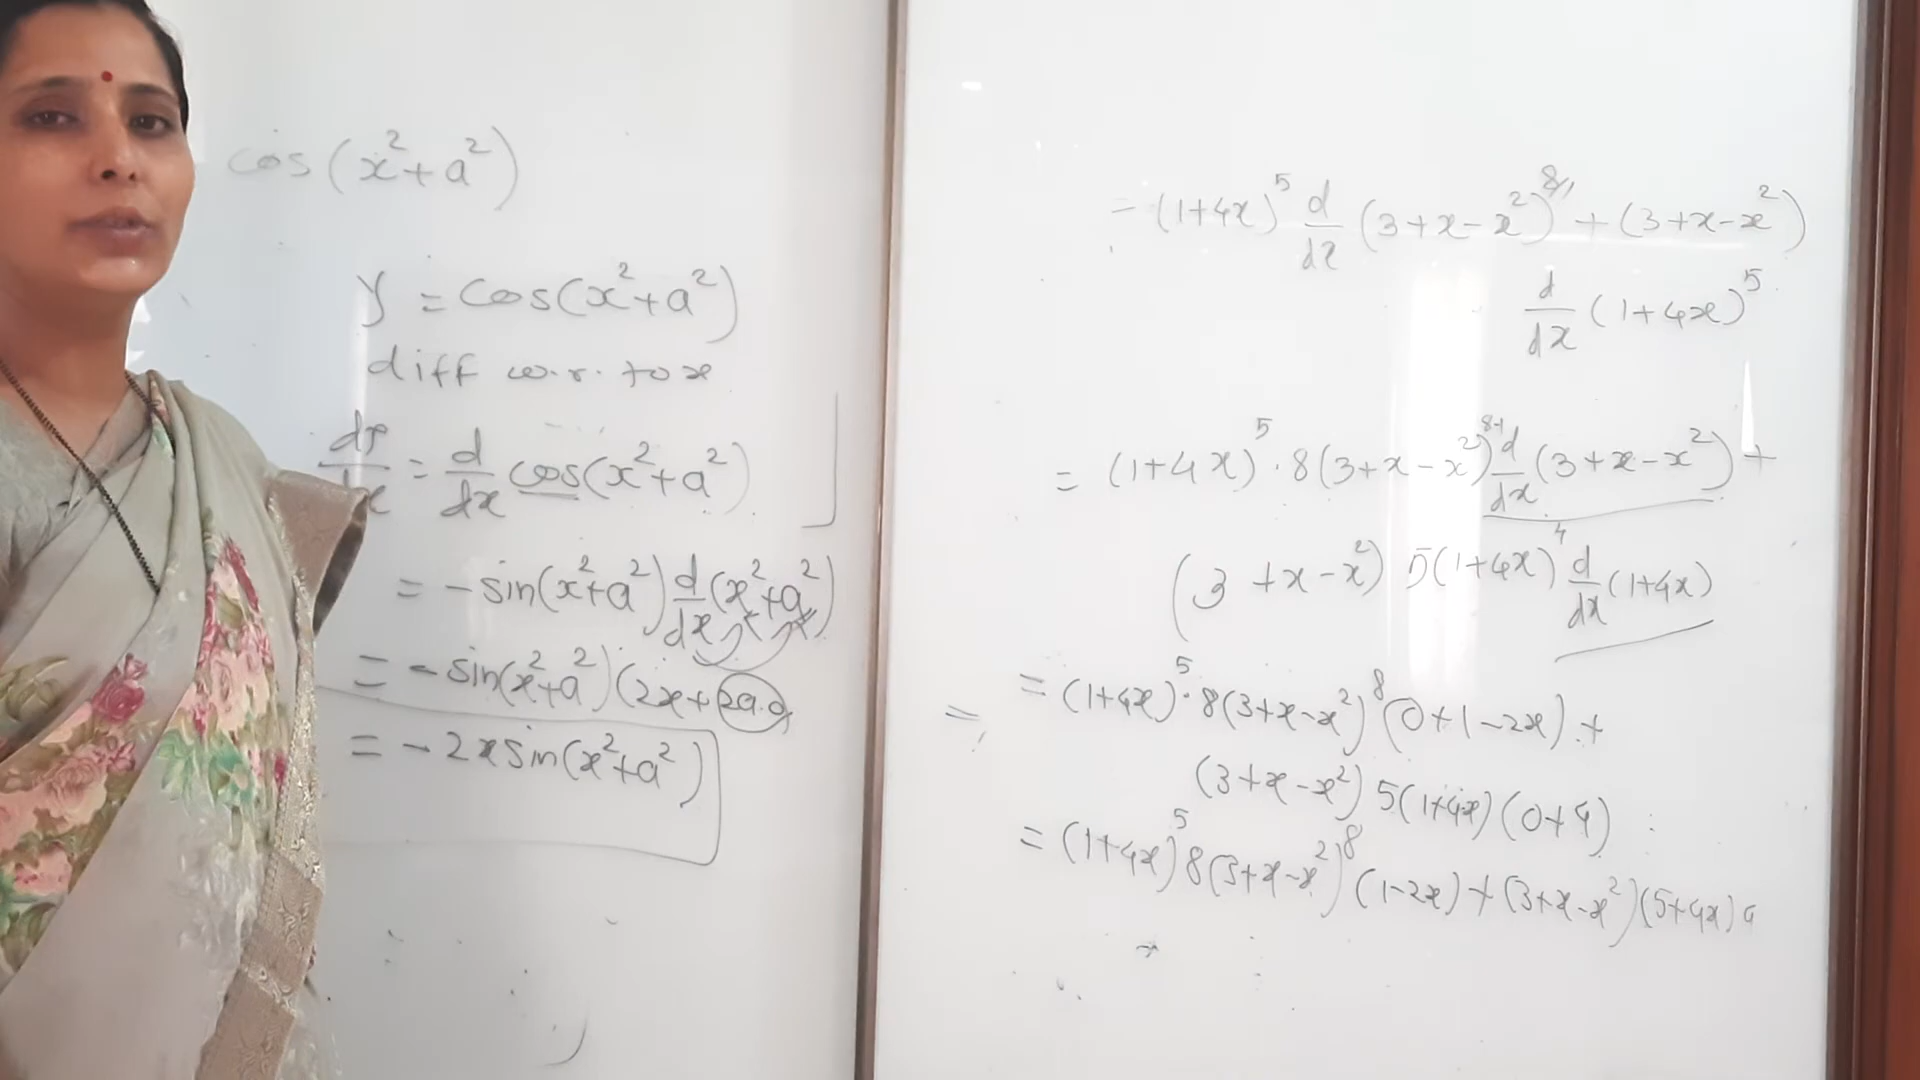 cos(x²+a²)
y = cos(x²+a²)
diff w.r. to x
dy/dx = d/dx cos(x²+a²)
= -sin(x²+a²) d/dx (x²+a²)
= -sin(x²+a²)(2x+2a.0
= -2x sin(x²+a²)
= (1+4x)⁵ d/dx (3+x-x²)⁸ + (3+x-x²)
d/dx (1+4x)⁵
= (1+4x)⁵ . 8(3+x-x²)⁸⁻¹ d/dx (3+x-x²) +
(3+x-x²) 5(1+4x)⁴ d/dx (1+4x)
= (1+4x)⁵ . 8(3+x-x²)⁸ (0+1-2x) +
=
(3+x-x²) 5(1+4x) (0+4)
= (1+4x)⁵ 8(3+x-x²)⁸ (1-2x) + (3+x-x²)(5+4x) 4